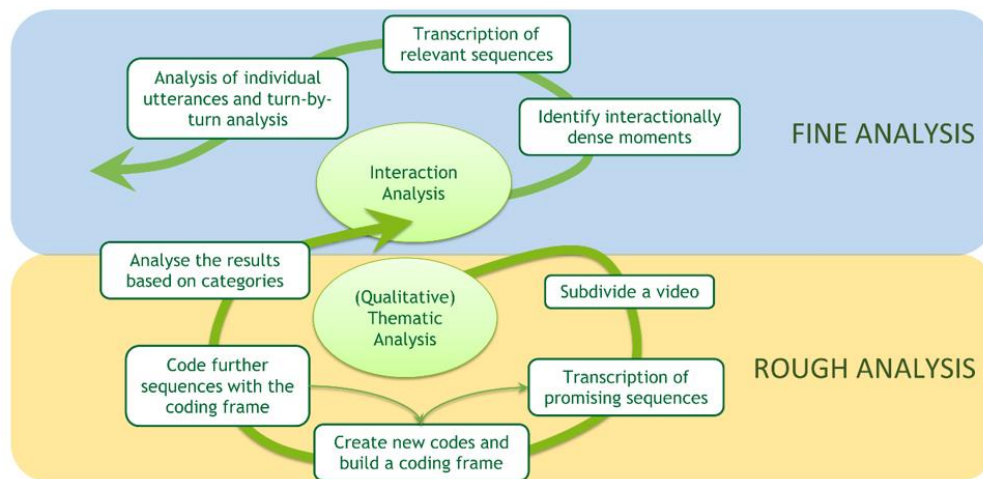 Transcription of
relevant sequences
Analysis of individual
utterances and turn-by-
turn analysis
Identify interactionally
dense moments
FINE ANALYSIS
Interaction
Analysis
Analyse the results
based on categories
(Qualitative)
Thematic
Analysis
Subdivide a video
Code further
sequences with the
coding frame
Transcription of
promising sequences
ROUGH ANALYSIS
Create new codes and
build a coding frame